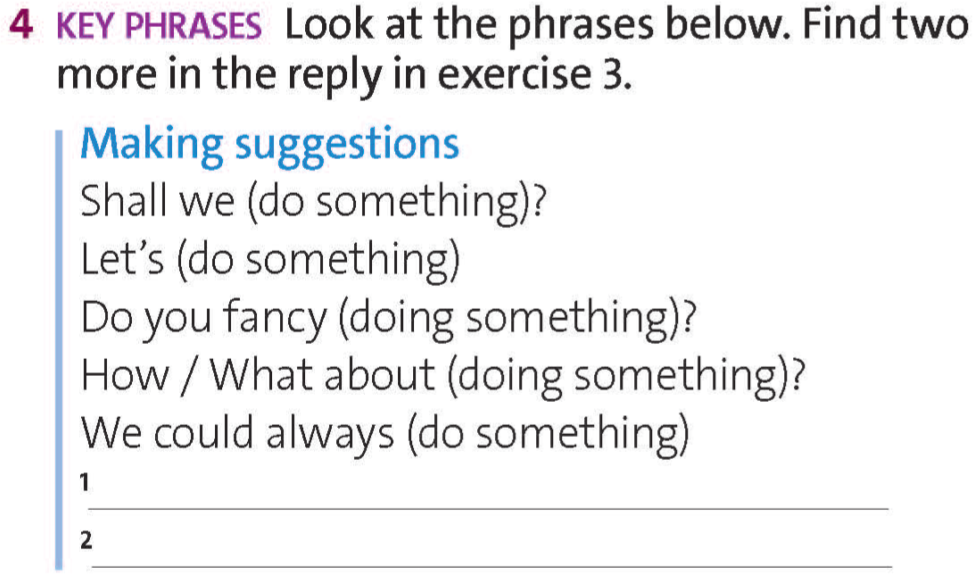 4 KEY PHRASES Look at the phrases below. Find two
more in the reply in exercise 3.
Making suggestions
Shall we (do something)?
Let’s (do something)
Do you fancy (doing something)?
How / What about (doing something)?
We could always (do something)
1
2